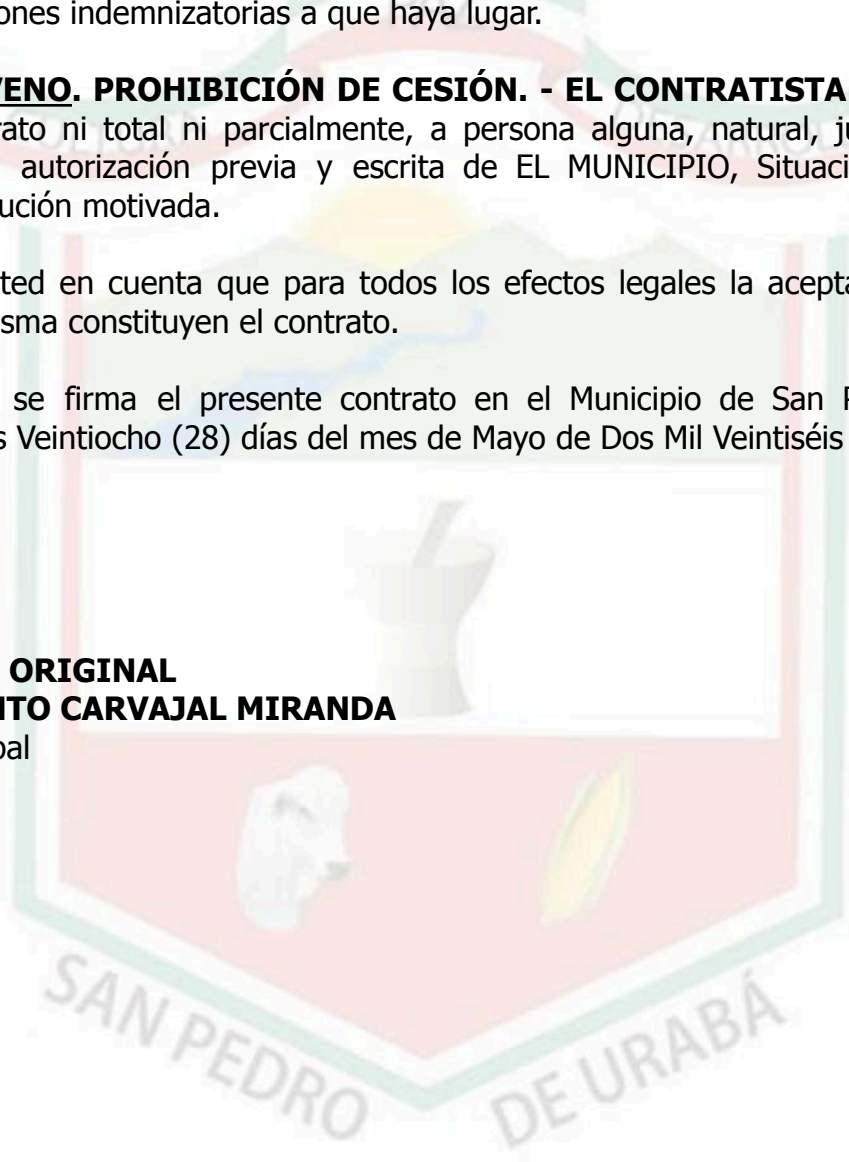 ones indemnizatorias a que haya lugar.
VENO. PROHIBICIÓN DE CESIÓN. - EL CONTRATISTA
rato ni total ni parcialmente, a persona alguna, natural, ju
autorización previa y escrita de EL MUNICIPIO, Situaci
ución motivada.
ted en cuenta que para todos los efectos legales la acepta
sma constituyen el contrato.
se firma el presente contrato en el Municipio de San P
s Veintiocho (28) días del mes de Mayo de Dos Mil Veintiséis
ORIGINAL
ITO CARVAJAL MIRANDA
pal
SAN PEDRO DE URABÁ